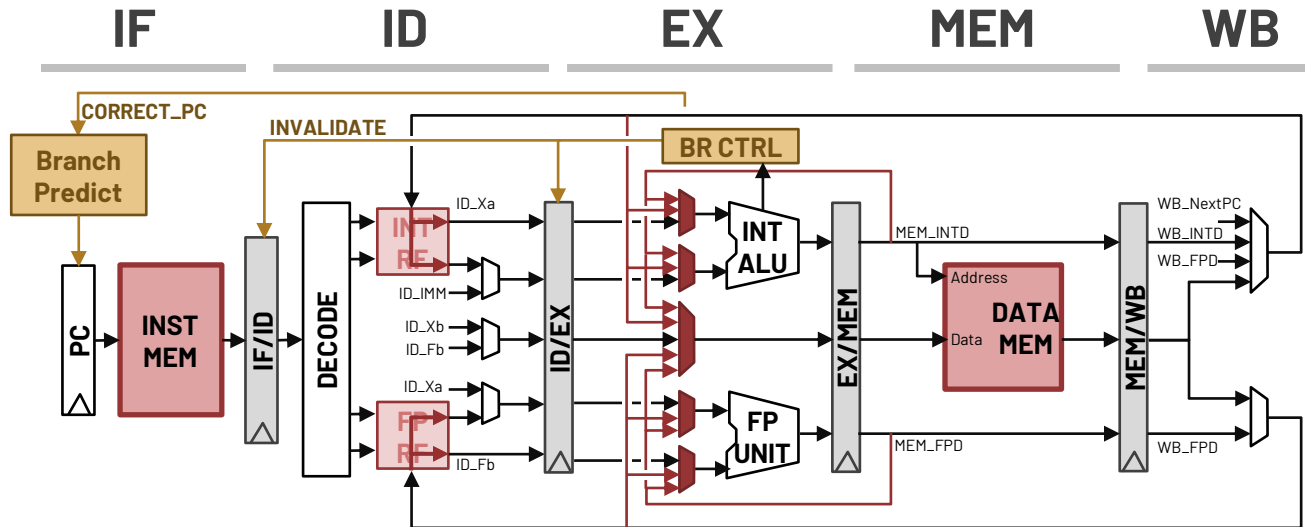 IF
ID
EX
MEM
WB
CORRECT_PC
INVALIDATE
Branch
Predict
BR CTRL
PC
INST
MEM
IF/ID
DECODE
INT
RF
FP
RF
ID_Xa
ID_IMM
ID_Xb
ID_Fb
ID_Xa
ID_Fb
ID/EX
INT
ALU
FP
UNIT
EX/MEM
MEM_INTD
MEM_FPD
Address
Data
DATA
MEM
MEM/WB
WB_NextPC
WB_INTD
WB_FPD
WB_FPD